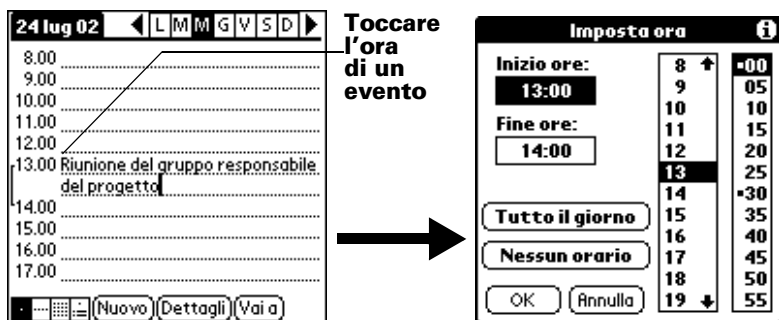 24 lug 02 L M M G V S D
8.00
9.00
10.00
11.00
12.00
13.00 Riunione del gruppo responsabile
del progetto
14.00
15.00
16.00
17.00
Nuovo Dettagli Vai a
Toccare
l'ora
di un
evento
Imposta ora
Inizio ore:
13:00
Fine ore:
14:00
Tutto il giorno
Nessun orario
OK Annulla
8
9
10
11
12
13
14
15
16
17
18
19
00
05
10
15
20
25
30
35
40
45
50
55